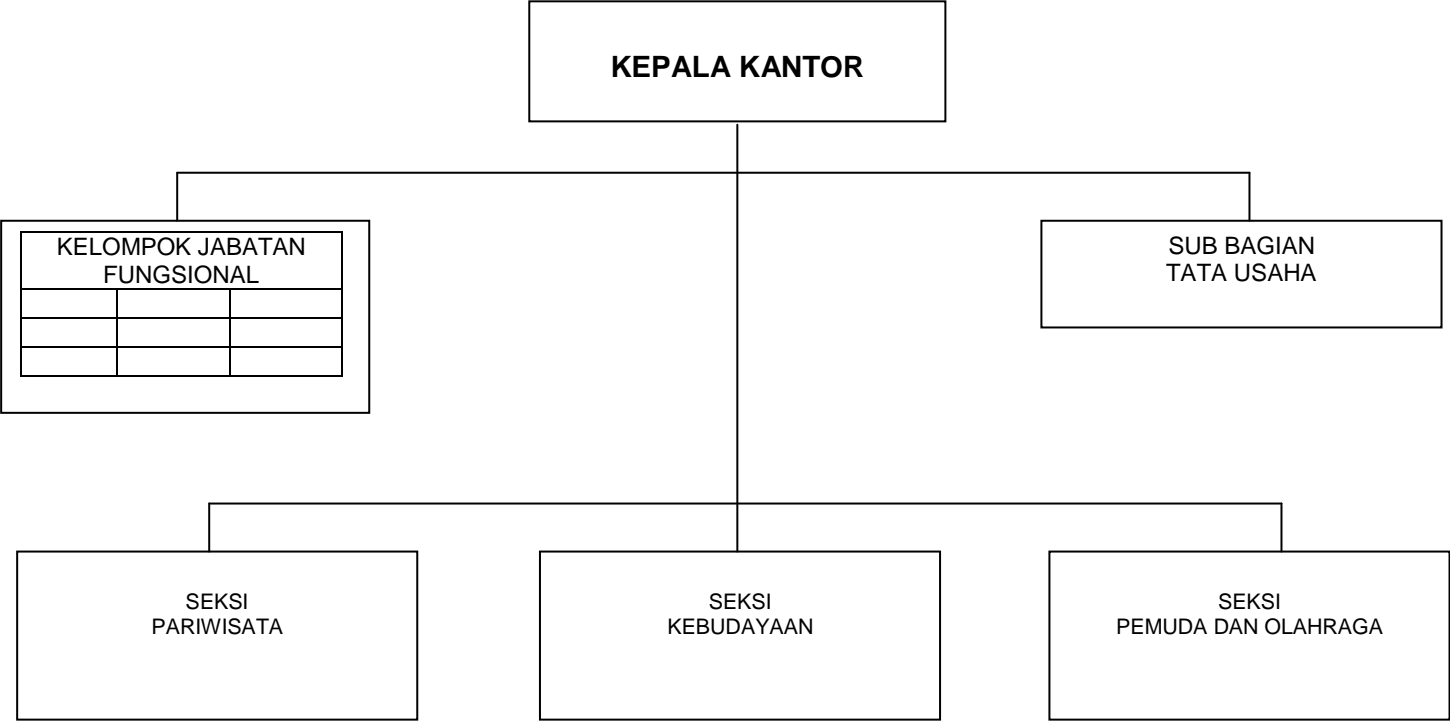 KEPALA KANTOR
KELOMPOK JABATAN
FUNGSIONAL
SUB BAGIAN
TATA USAHA
SEKSI
PARIWISATA
SEKSI
KEBUDAYAAN
SEKSI
PEMUDA DAN OLAHRAGA